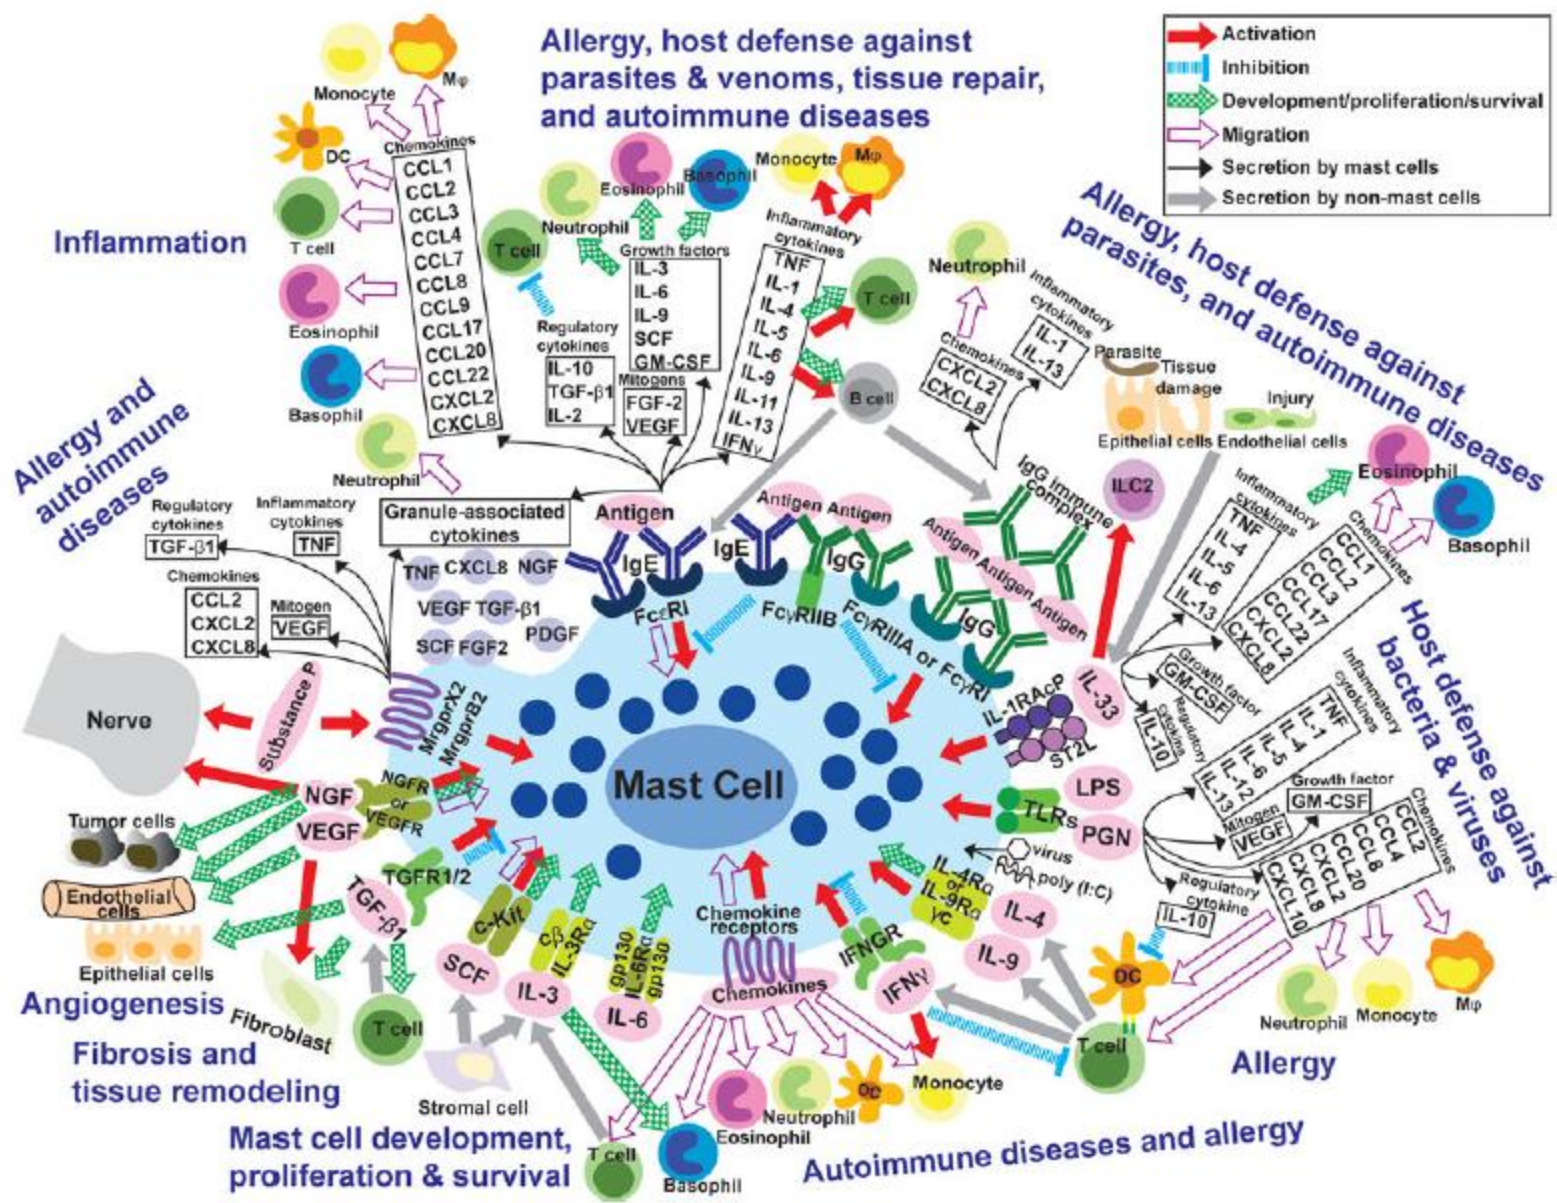 Activation
Inhibition
Development/proliferation/survival
Migration
Secretion by mast cells
Secretion by non-mast cells
Allergy, host defense against
parasites & venoms, tissue repair,
and autoimmune diseases
Monocyte
Mφ
DC
T cell
Eosinophil
Basophil
Inflammation
Chemokines
CCL1
CCL2
CCL3
CCL4
CCL7
CCL8
CCL9
CCL17
CCL20
CCL22
CXCL2
CXCL8
Neutrophil
T cell
Neutrophil
Eosinophil
Basophil
Regulatory
cytokines
IL-10
TGF-β1
IL-2
Growth factors
IL-3
IL-6
IL-9
SCF
GM-CSF
Mitogens
FGF-2
VEGF
Monocyte
Mφ
Inflammatory
cytokines
TNF
IL-1
IL-4
IL-5
IL-6
IL-9
IL-11
IL-13
IFNγ
T cell
B cell
Neutrophil
Chemokines
CXCL2
CXCL8
Inflammatory
cytokines
IL-1
IL-13
Allergy, host defense against
parasites, and autoimmune diseases
Parasite
Tissue
damage
Injury
Epithelial cells
Endothelial cells
ILC2
IgG immune
complex
Eosinophil
Basophil
Inflammatory
cytokines
TNF
IL-4
IL-5
IL-6
IL-13
Chemokines
CCL1
CCL2
CCL3
CCL17
CCL22
CXCL2
CXCL8
Growth factor
GM-CSF
Regulatory
cytokins
IL-10
Allergy and
autoimmune
diseases
Regulatory
cytokines
TGF-β1
Inflammatory
cytokines
TNF
Chemokines
CCL2
CXCL2
CXCL8
Mitogen
VEGF
Granule-associated
cytokines
TNF CXCL8 NGF
VEGF TGF-β1
PDGF
SCF FGF2
Antigen
IgE
FcεRI
IgE
Antigen Antigen
IgG
FcγRIIB
FcγRIIIA or FcγRI
Antigen
Antigen
Antigen
IgG
IL-33
IL-1RAcP
ST2L
Mast Cell
Nerve
Substance P
MrgprX2
MrgprB2
NGF
VEGF
NGFR
or
VEGFR
Tumor cells
Endothelial
cells
Epithelial cells
Angiogenesis
Fibroblast
Fibrosis and
tissue remodeling
TGFR1/2
TGF-β1
T cell
c-Kit
SCF
Stromal cell
cβ
IL-3Rα
IL-3
gp130
IL-6Rα
gp130
IL-6
Mast cell development,
proliferation & survival
T cell
Basophil
Chemokine
receptors
Chemokines
Eosinophil
Neutrophil
DC
Monocyte
Autoimmune diseases and allergy
IFNGR
IFNγ
IL-4Rα
or
IL-9Rα
γc
IL-4
IL-9
T cell
DC
Allergy
TLRs
LPS
PGN
virus
poly (I:C)
Host defense against
bacteria & viruses
Inflammatory
cytokines
TNF
IL-1
IL-4
IL-5
IL-6
IL-12
IL-13
Mitogen
VEGF
Growth factor
GM-CSF
Chemokines
CCL2
CCL4
CCL8
CCL20
CXCL2
CXCL8
CXCL10
Regulatory
cytokine
IL-10
Neutrophil
Monocyte
Mφ